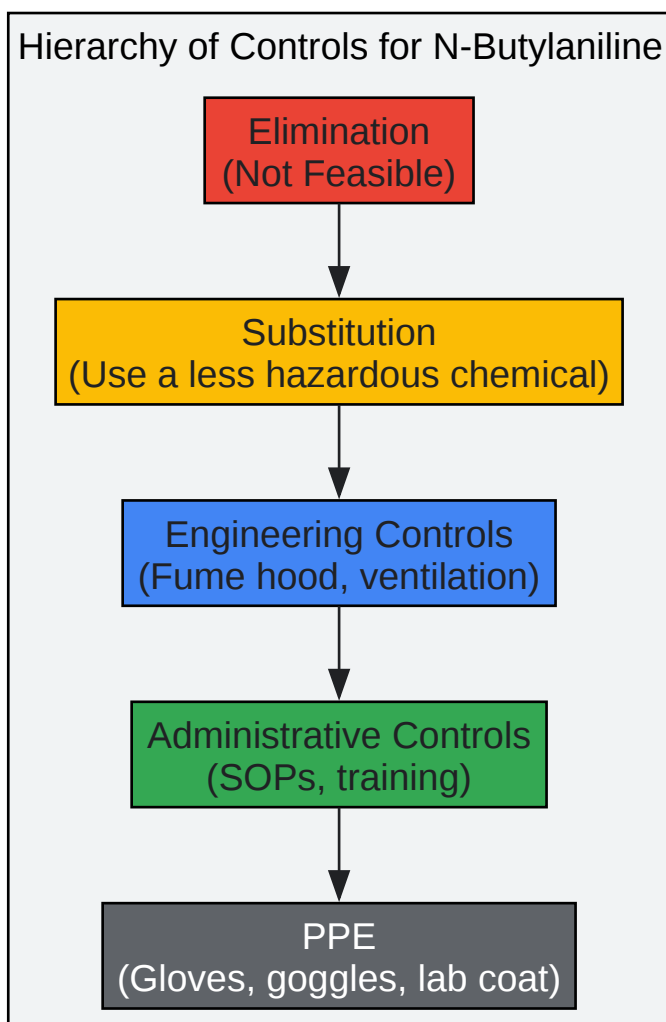 Hierarchy of Controls for N-Butylaniline
Elimination
(Not Feasible)
Substitution
(Use a less hazardous chemical)
Engineering Controls
(Fume hood, ventilation)
Administrative Controls
(SOPs, training)
PPE
(Gloves, goggles, lab coat)